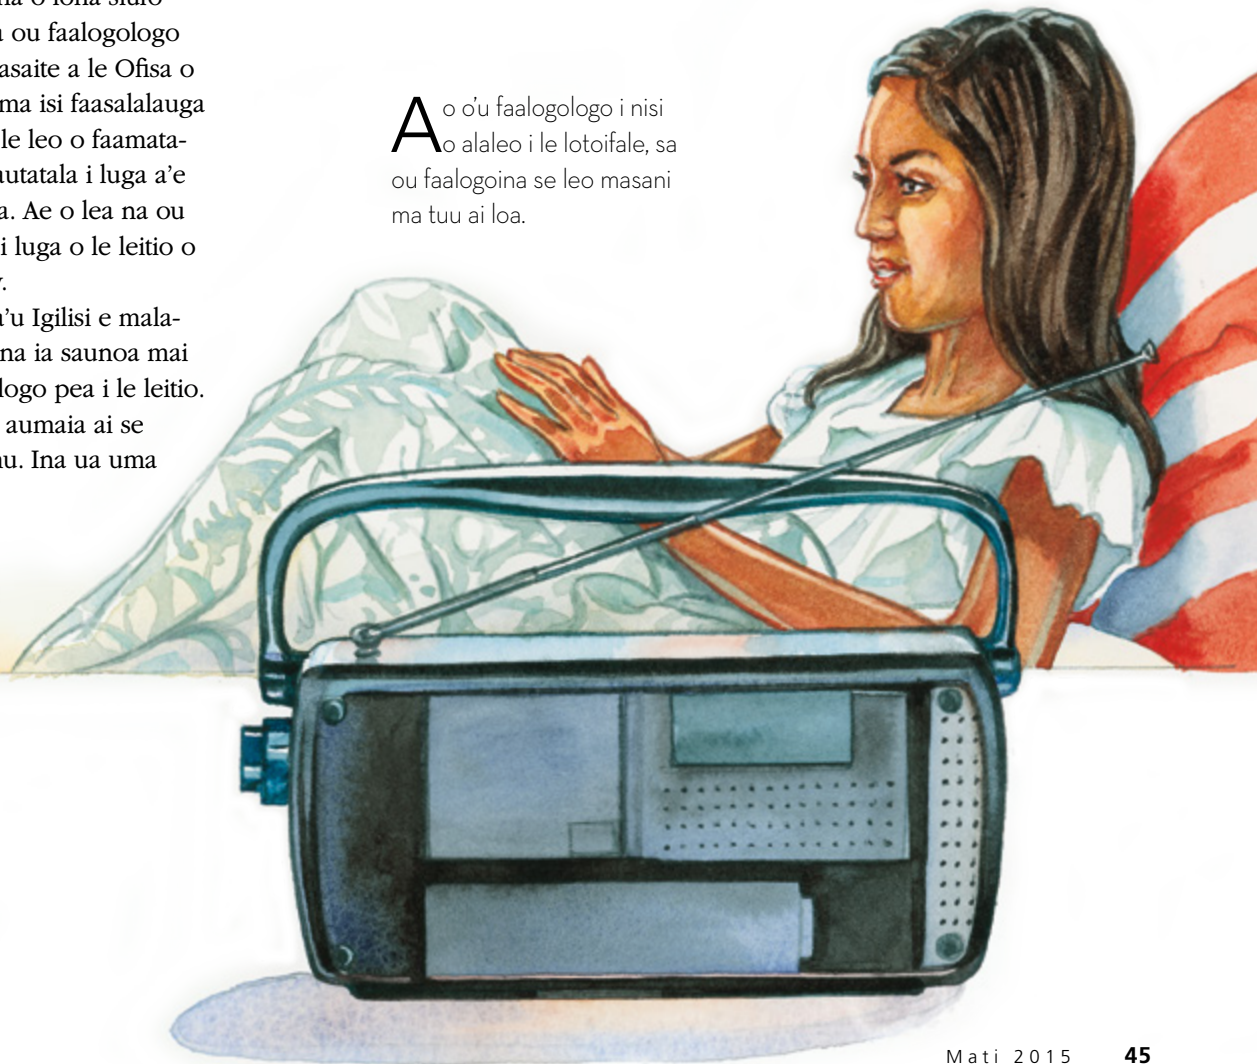 ou faalogologo
asaite a le Ofisa o
ma isi faasalalauga
le leo o faamata-
autatala i luga a'e
a. Ae o lea na ou
i luga o le leitio o
a'u Igilisi e mala-
na ia saunoa mai
logo pea i le leitio.
aumaia ai se
nu. Ina ua uma
Ao o'u faalogologo i nisi
o alaleo i le lotoifale, sa
ou faalogoina se leo masani
ma tuu ai loa.
Mati 2015 45